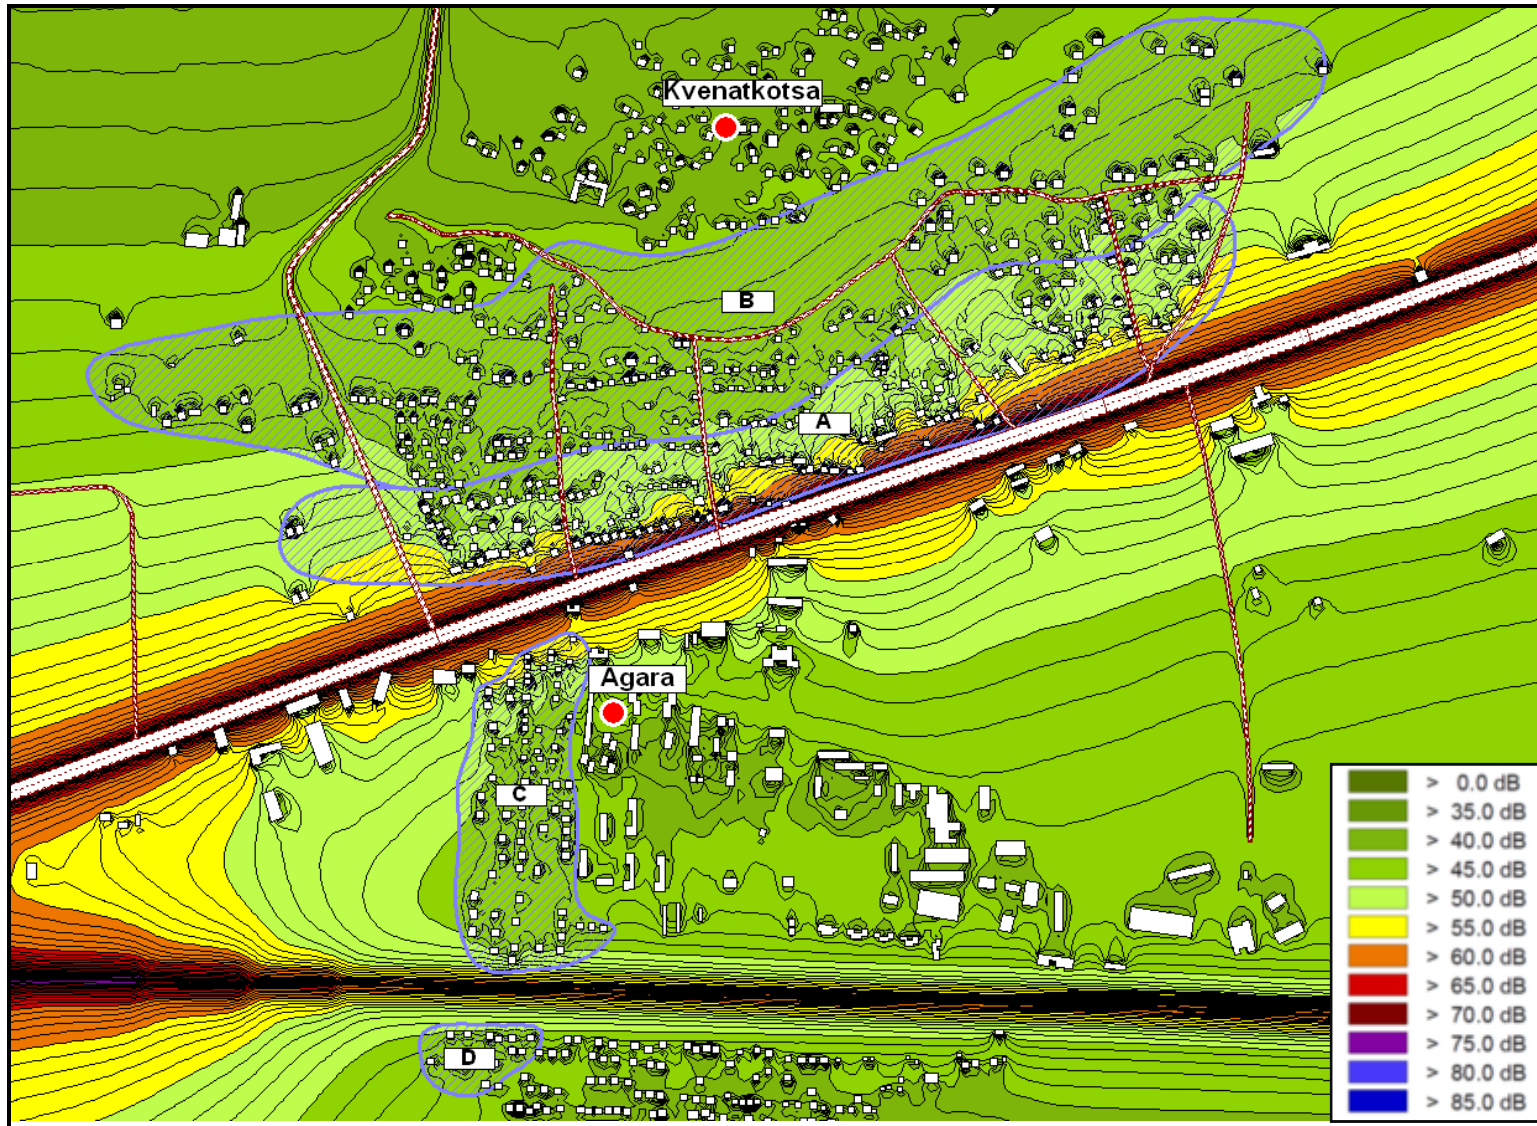 Kvenatkotsa
B
A
Agara
C
D
> 0.0 dB
> 35.0 dB
> 40.0 dB
> 45.0 dB
> 50.0 dB
> 55.0 dB
> 60.0 dB
> 65.0 dB
> 70.0 dB
> 75.0 dB
> 80.0 dB
> 85.0 dB